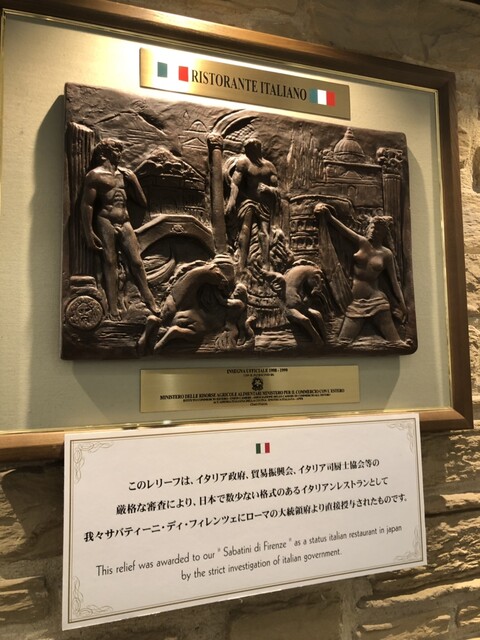 RISTORANTE ITALIANO
INSEGNA UFFICIALE 1998 - 1999
MINISTERO DELLE RISORSE AGRICOLE ALIMENTARI MINISTERO PER IL COMMERCIO CON L'ESTERO
このレリーフは、イタリア政府、貿易振興会、イタリア司厨士協会等の
厳格な審査により、日本で数少ない格式のあるイタリアンレストランとして
我々サバティーニ・ディ・フィレンツェにローマの大統領府より直接授与されたものです。
This relief was awarded to our " Sabatini di Firenze " as a status italian restaurant in japan
by the strict investigation of italian government.